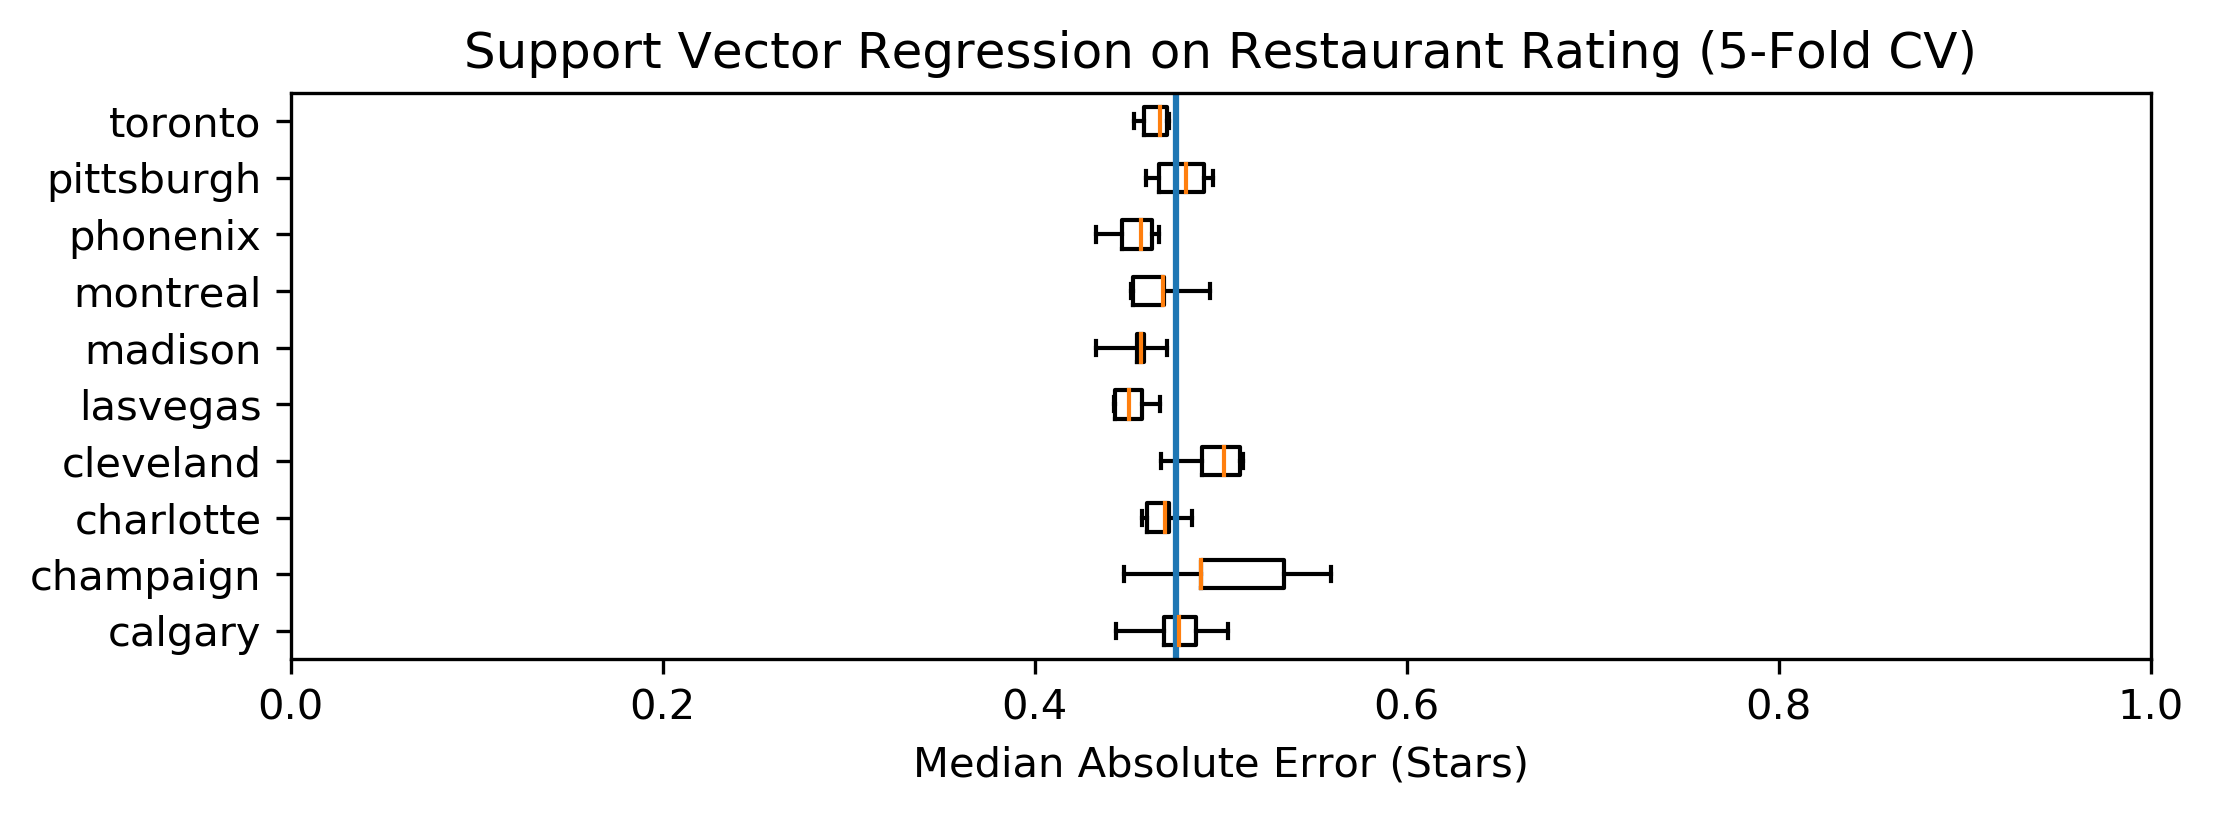 Support Vector Regression on Restaurant Rating (5-Fold CV)
toronto
pittsburgh
phonenix
montreal
madison
lasvegas
cleveland
charlotte
champaign
calgary
0.0 0.2 0.4 0.6 0.8 1.0
Median Absolute Error (Stars)